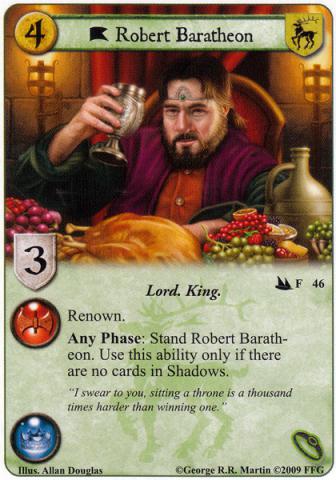 4
Robert Baratheon
3
Lord. King.
F 46
Renown.
Any Phase: Stand Robert Barath-
eon. Use this ability only if there
are no cards in Shadows.
"I swear to you, sitting a throne is a thousand
times harder than winning one."
Illus. Allan Douglas
©George R.R. Martin ©2009 FFG